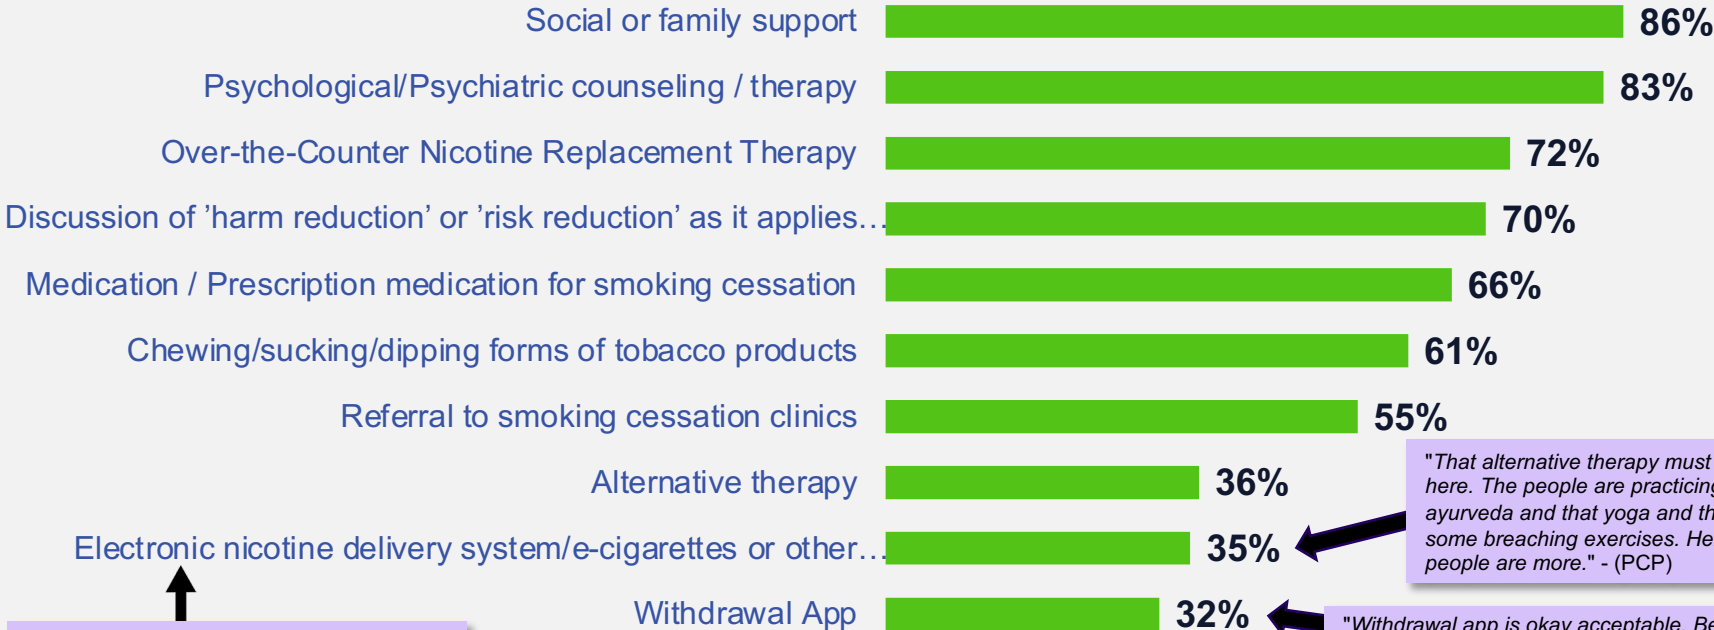 Social or family support 86%
Psychological/Psychiatric counseling / therapy 83%
Over-the-Counter Nicotine Replacement Therapy 72%
Discussion of ’harm reduction’ or ’risk reduction’ as it applies… 70%
Medication / Prescription medication for smoking cessation 66%
Chewing/sucking/dipping forms of tobacco products 61%
Referral to smoking cessation clinics 55%
Alternative therapy 36%
"That alternative therapy must
here. The people are practicing
ayurveda and that yoga and th
some breaching exercises. He
people are more." - (PCP)
Electronic nicotine delivery system/e-cigarettes or other… 35%
Withdrawal App 32%
"Withdrawal app is okay acceptable. Be